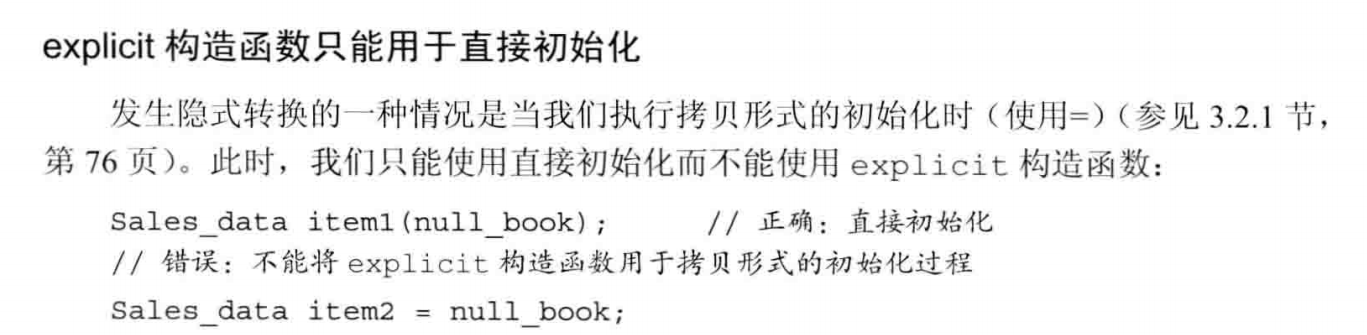 explicit 构造函数只能用于直接初始化
发生隐式转换的一种情况是当我们执行拷贝形式的初始化时（使用=）（参见 3.2.1 节，
第 76 页）。此时，我们只能使用直接初始化而不能使用 explicit 构造函数：
Sales_data item1(null_book); // 正确：直接初始化
// 错误：不能将 explicit 构造函数用于拷贝形式的初始化过程
Sales_data item2 = null_book;